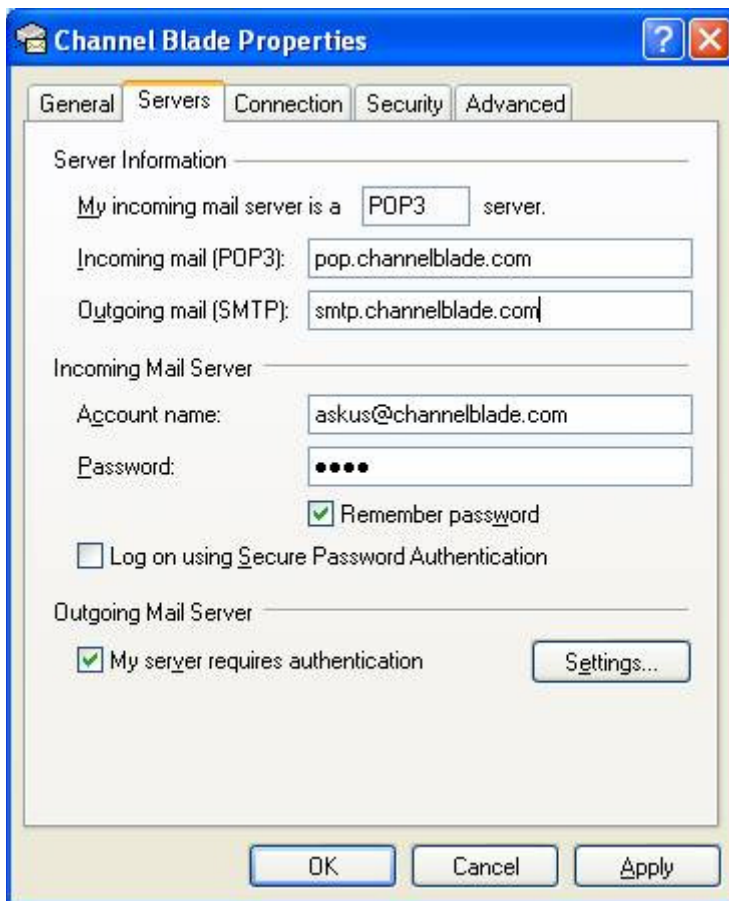 Channel Blade Properties
General Servers Connection Security Advanced
Server Information
My incoming mail server is a POP3 server.
Incoming mail (POP3): pop.channelblade.com
Outgoing mail (SMTP): smtp.channelblade.com
Incoming Mail Server
Account name: askus@channelblade.com
Password: ●●●●
Remember password
Log on using Secure Password Authentication
Outgoing Mail Server
My server requires authentication Settings...
OK Cancel Apply